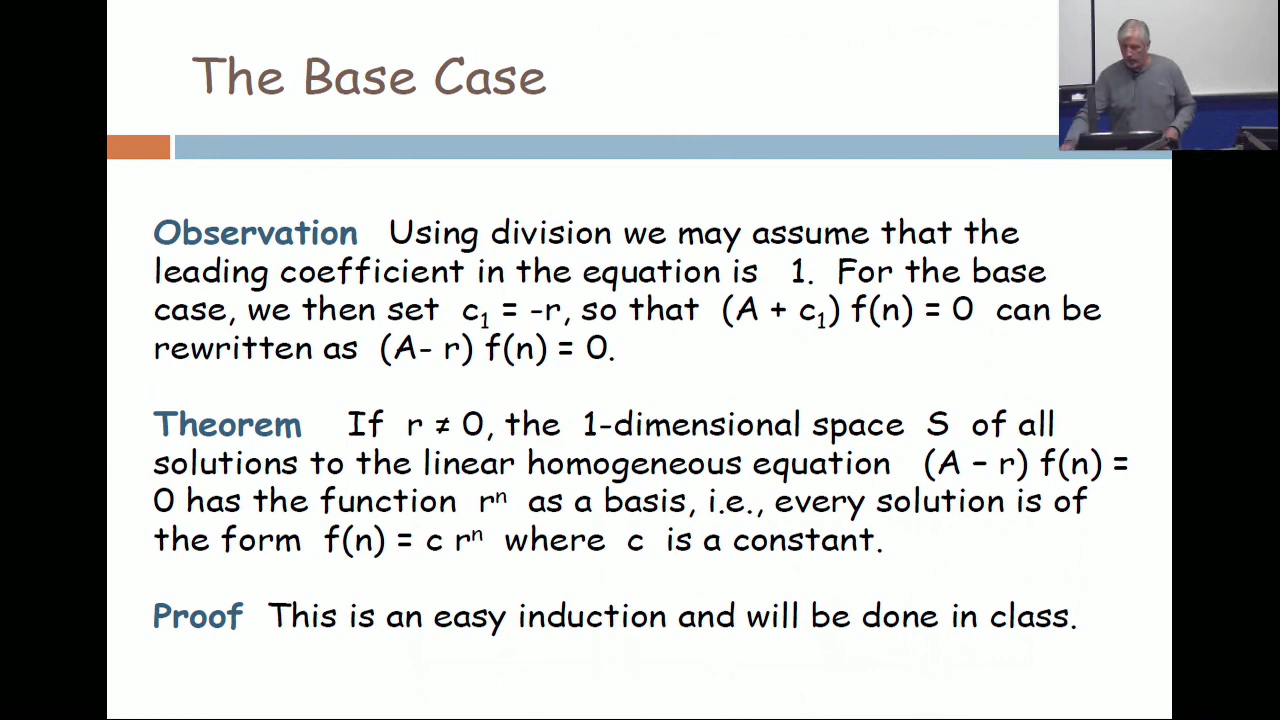 The Base Case
Observation Using division we may assume that the
leading coefficient in the equation is 1. For the base
case, we then set c₁ = -r, so that (A + c₁) f(n) = 0 can be
rewritten as (A- r) f(n) = 0.
Theorem If r ≠ 0, the 1-dimensional space S of all
solutions to the linear homogeneous equation (A – r) f(n) =
0 has the function rⁿ as a basis, i.e., every solution is of
the form f(n) = c rⁿ where c is a constant.
Proof This is an easy induction and will be done in class.